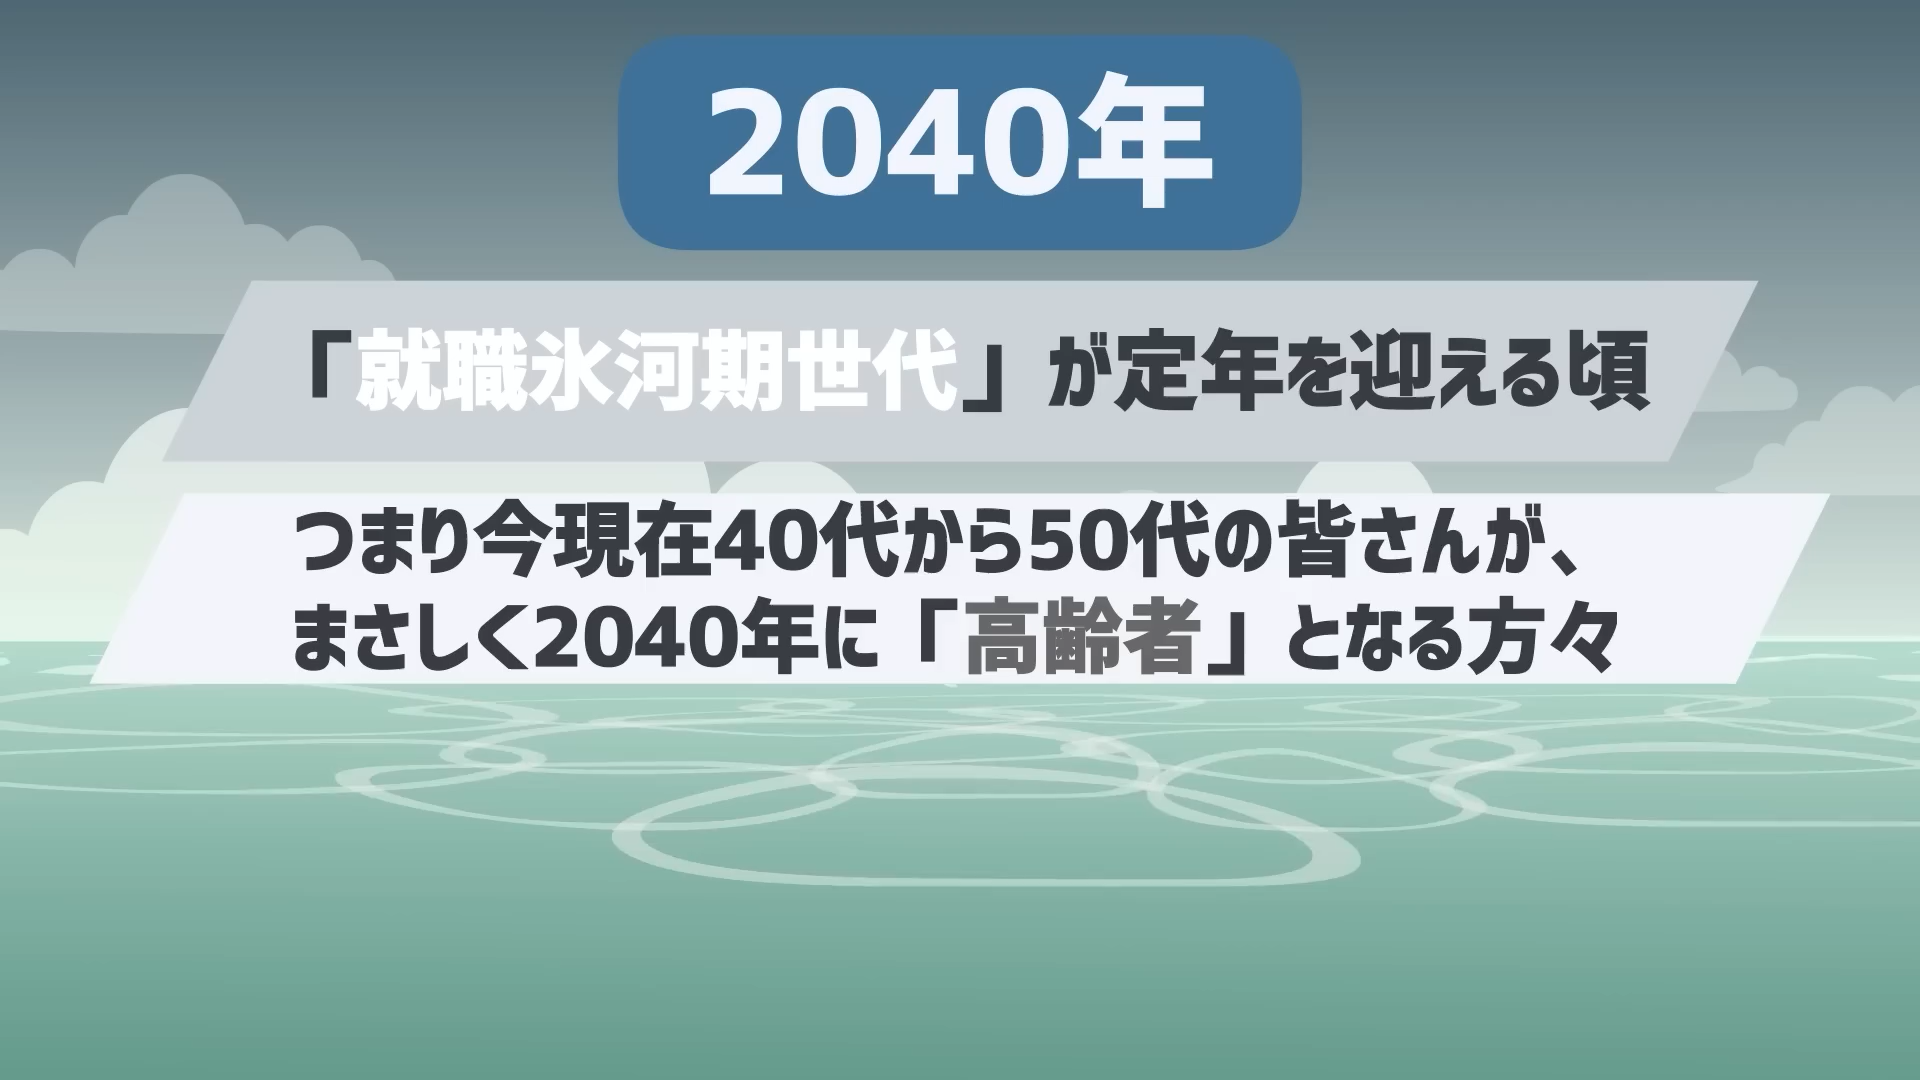 2040年
「就職氷河期世代」が定年を迎える頃
つまり今現在40代から50代の皆さんが、
まさしく2040年に「高齢者」となる方々